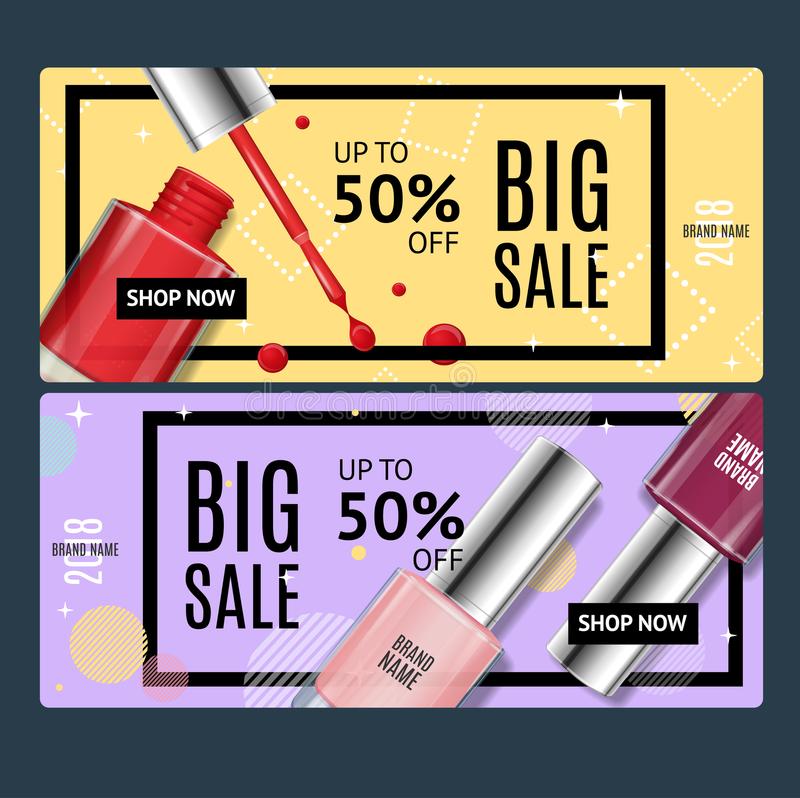 UP TO
50%
OFF
BIG
SALE
SHOP NOW
2018
BRAND NAME
dreamstime
BIG
SALE
UP TO
50%
OFF
2018
BRAND NAME
BRAND
NAME
BRAND
NAME
SHOP NOW